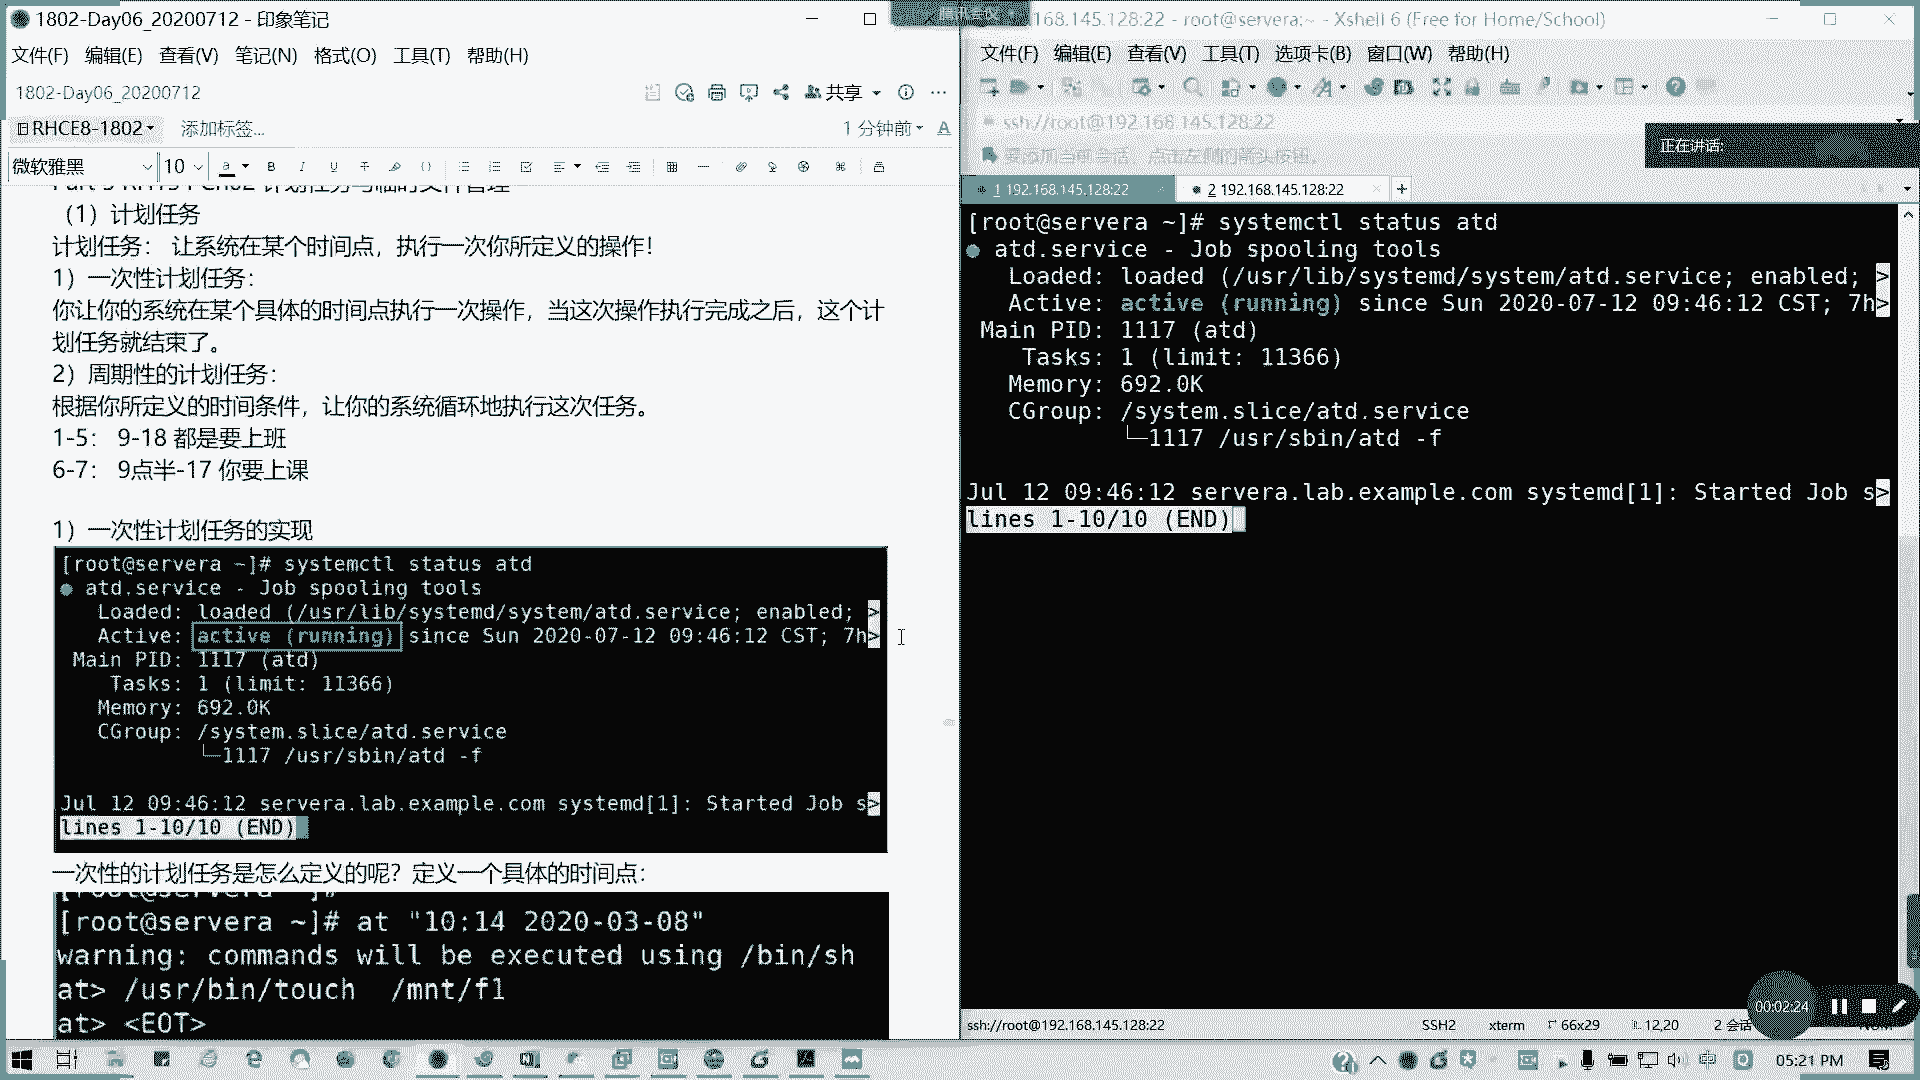 1802-Day06_20200712 - 印象笔记
文件(F) 编辑(E) 查看(V) 笔记(N) 格式(O) 工具(T) 帮助(H)
1802-Day06_20200712
共享
RHCE8-1802
添加标签...
1 分钟前
微软雅黑 10
（1）计划任务
计划任务： 让系统在某个时间点，执行一次你所定义的操作！
1）一次性计划任务：
你让你的系统在某个具体的时间点执行一次操作，当这次操作执行完成之后，这个计
划任务就结束了。
2）周期性的计划任务：
根据你所定义的时间条件，让你的系统循环地执行这次任务。
1-5： 9-18 都是要上班
6-7： 9点半-17 你要上课
1）一次性计划任务的实现
[root@servera ~]# systemctl status atd
● atd.service - Job spooling tools
Loaded: loaded (/usr/lib/systemd/system/atd.service; enabled; >
Active: active (running) since Sun 2020-07-12 09:46:12 CST; 7h>
Main PID: 1117 (atd)
Tasks: 1 (limit: 11366)
Memory: 692.0K
CGroup: /system.slice/atd.service
└─1117 /usr/sbin/atd -f
Jul 12 09:46:12 servera.lab.example.com systemd[1]: Started Job s>
lines 1-10/10 (END)
一次性的计划任务是怎么定义的呢？定义一个具体的时间点：
[root@servera ~]# at "10:14 2020-03-08"
warning: commands will be executed using /bin/sh
at> /usr/bin/touch /mnt/f1
at> <EOT>
168.145.128:22 - root@servera:~ - Xshell 6 (Free for Home/School)
文件(F) 编辑(E) 查看(V) 工具(T) 选项卡(B) 窗口(W) 帮助(H)
ssh://root@192.168.145.128:22
要添加当前会话，点击左侧的箭头按钮。
正在讲话:
1 192.168.145.128:22
2 192.168.145.128:22
[root@servera ~]# systemctl status atd
● atd.service - Job spooling tools
Loaded: loaded (/usr/lib/systemd/system/atd.service; enabled; >
Active: active (running) since Sun 2020-07-12 09:46:12 CST; 7h>
Main PID: 1117 (atd)
Tasks: 1 (limit: 11366)
Memory: 692.0K
CGroup: /system.slice/atd.service
└─1117 /usr/sbin/atd -f
Jul 12 09:46:12 servera.lab.example.com systemd[1]: Started Job s>
lines 1-10/10 (END)
00:02:24
ssh://root@192.168.145.128:22 SSH2 xterm 66x29 12,20 2 会话
05:21 PM